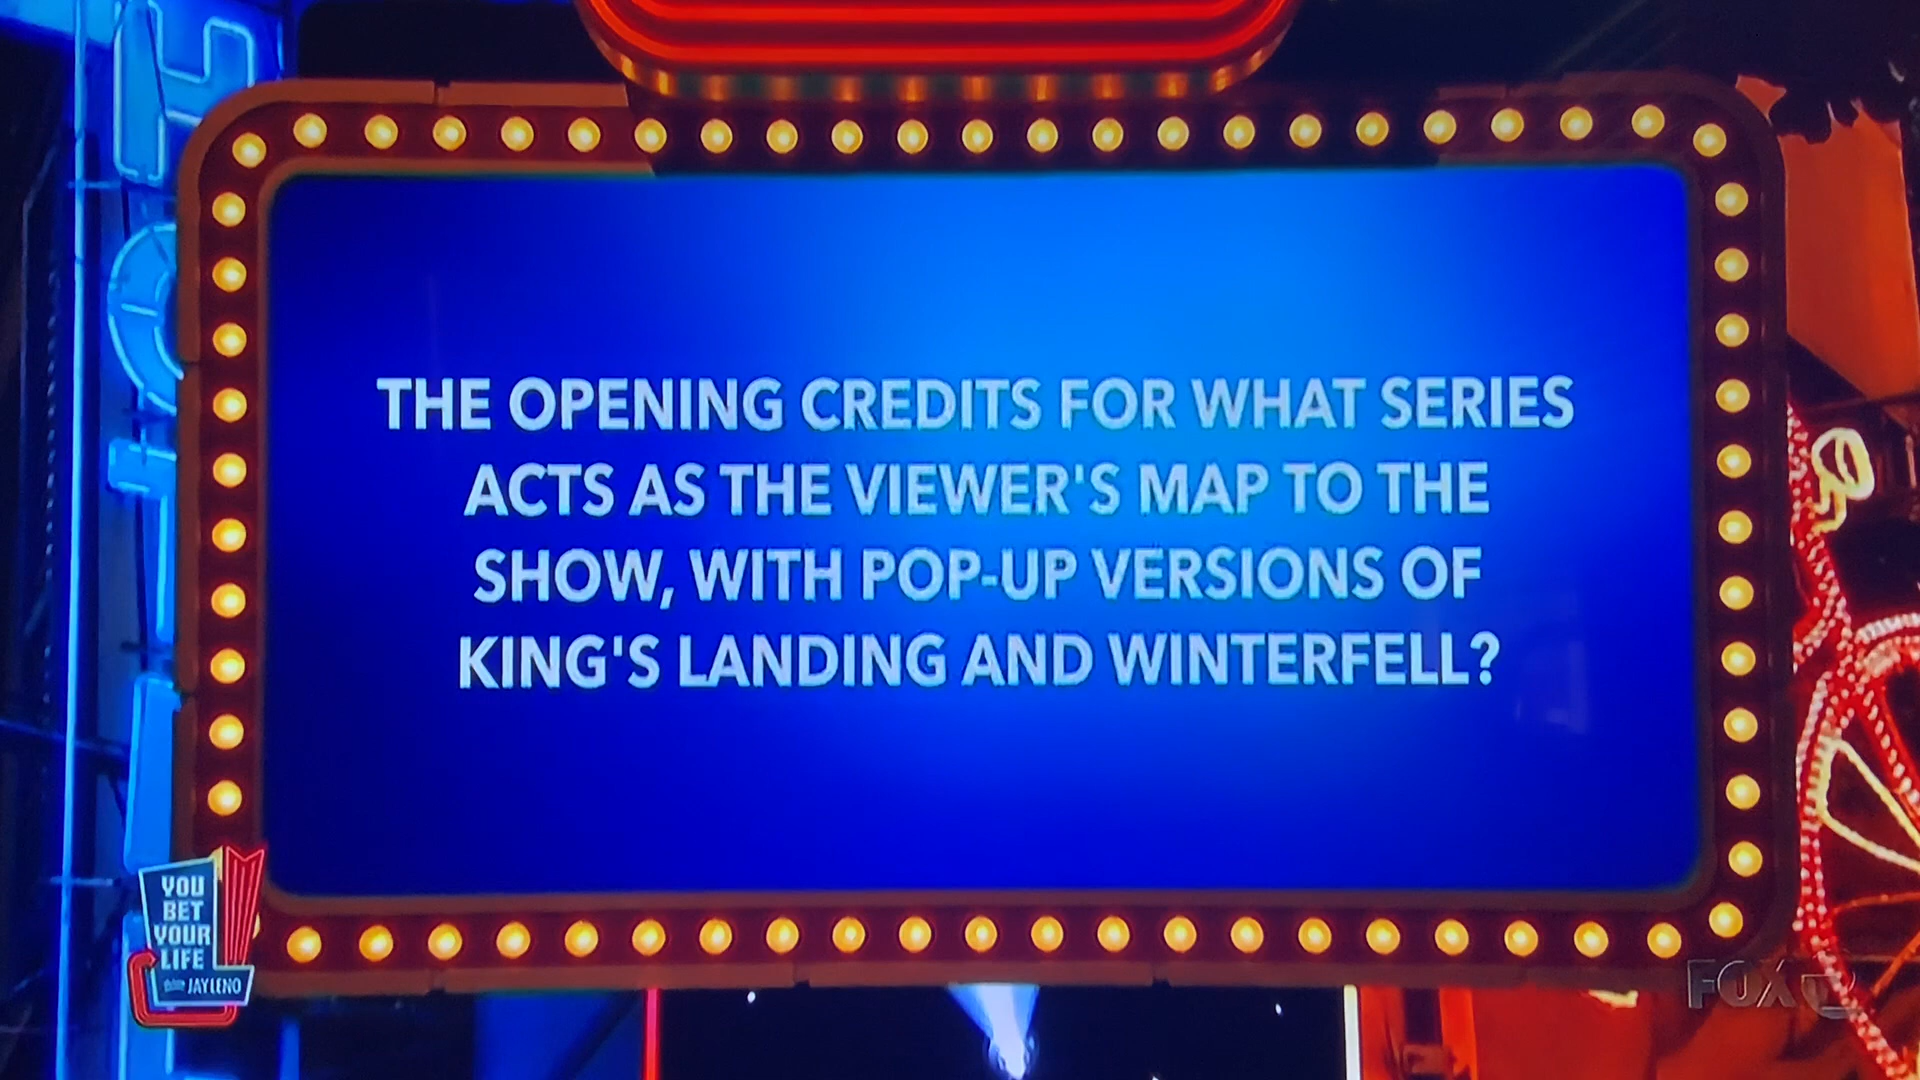 THE OPENING CREDITS FOR WHAT SERIES
ACTS AS THE VIEWER'S MAP TO THE
SHOW, WITH POP-UP VERSIONS OF
KING'S LANDING AND WINTERFELL?
YOU
BET
YOUR
LIFE
JAY LENO
FOX